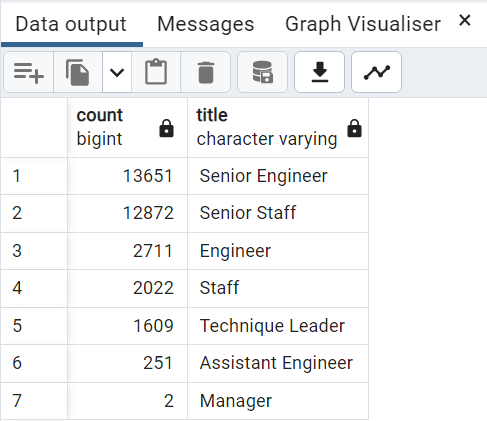 Data output Messages Graph Visualiser
count title
bigint character varying
1 13651 Senior Engineer
2 12872 Senior Staff
3 2711 Engineer
4 2022 Staff
5 1609 Technique Leader
6 251 Assistant Engineer
7 2 Manager